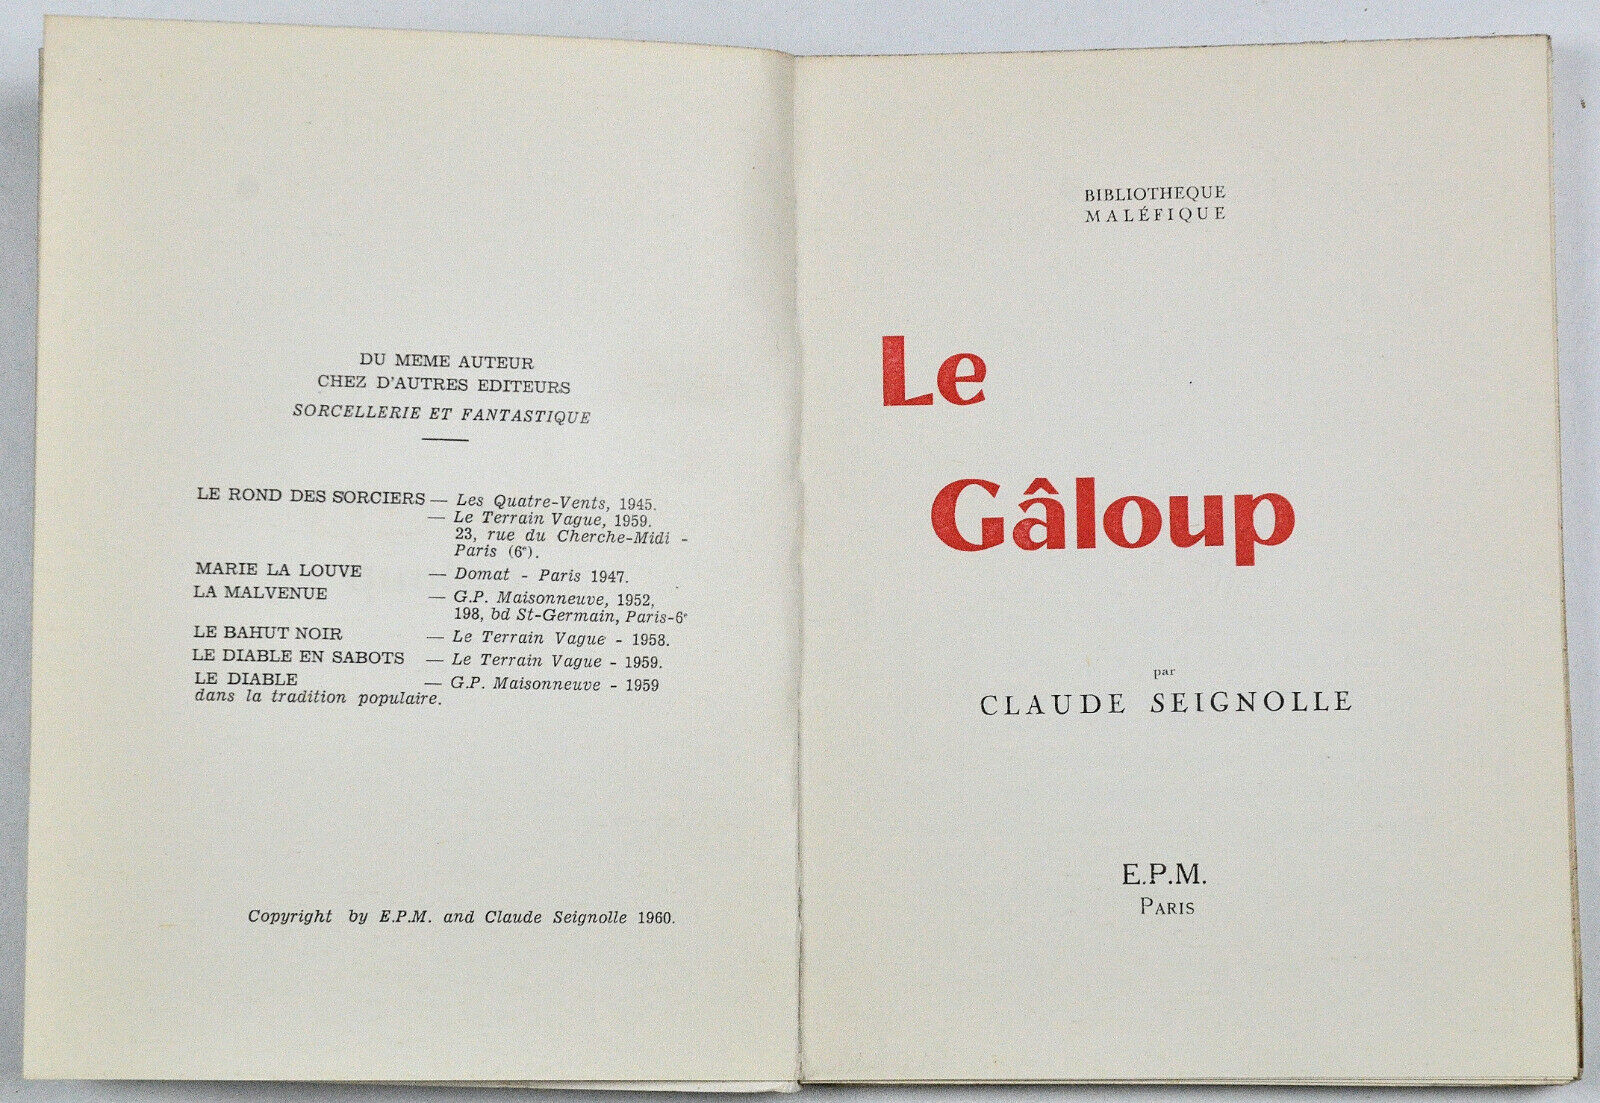 DU MEME AUTEUR
CHEZ D'AUTRES EDITEURS
SORCELLERIE ET FANTASTIQUE
LE ROND DES SORCIERS — Les Quatre-Vents, 1945.
— Le Terrain Vague, 1959.
23, rue du Cherche-Midi -
Paris (6e).
MARIE LA LOUVE — Domat - Paris 1947.
LA MALVENUE — G.P. Maisonneuve, 1952,
198, bd St-Germain, Paris-6e
LE BAHUT NOIR — Le Terrain Vague - 1958.
LE DIABLE EN SABOTS — Le Terrain Vague - 1959.
LE DIABLE — G.P. Maisonneuve - 1959
dans la tradition populaire.
Copyright by E.P.M. and Claude Seignolle 1960.
BIBLIOTHEQUE
MALÉFIQUE
Le
Gâloup
par
CLAUDE SEIGNOLLE
E.P.M.
PARIS